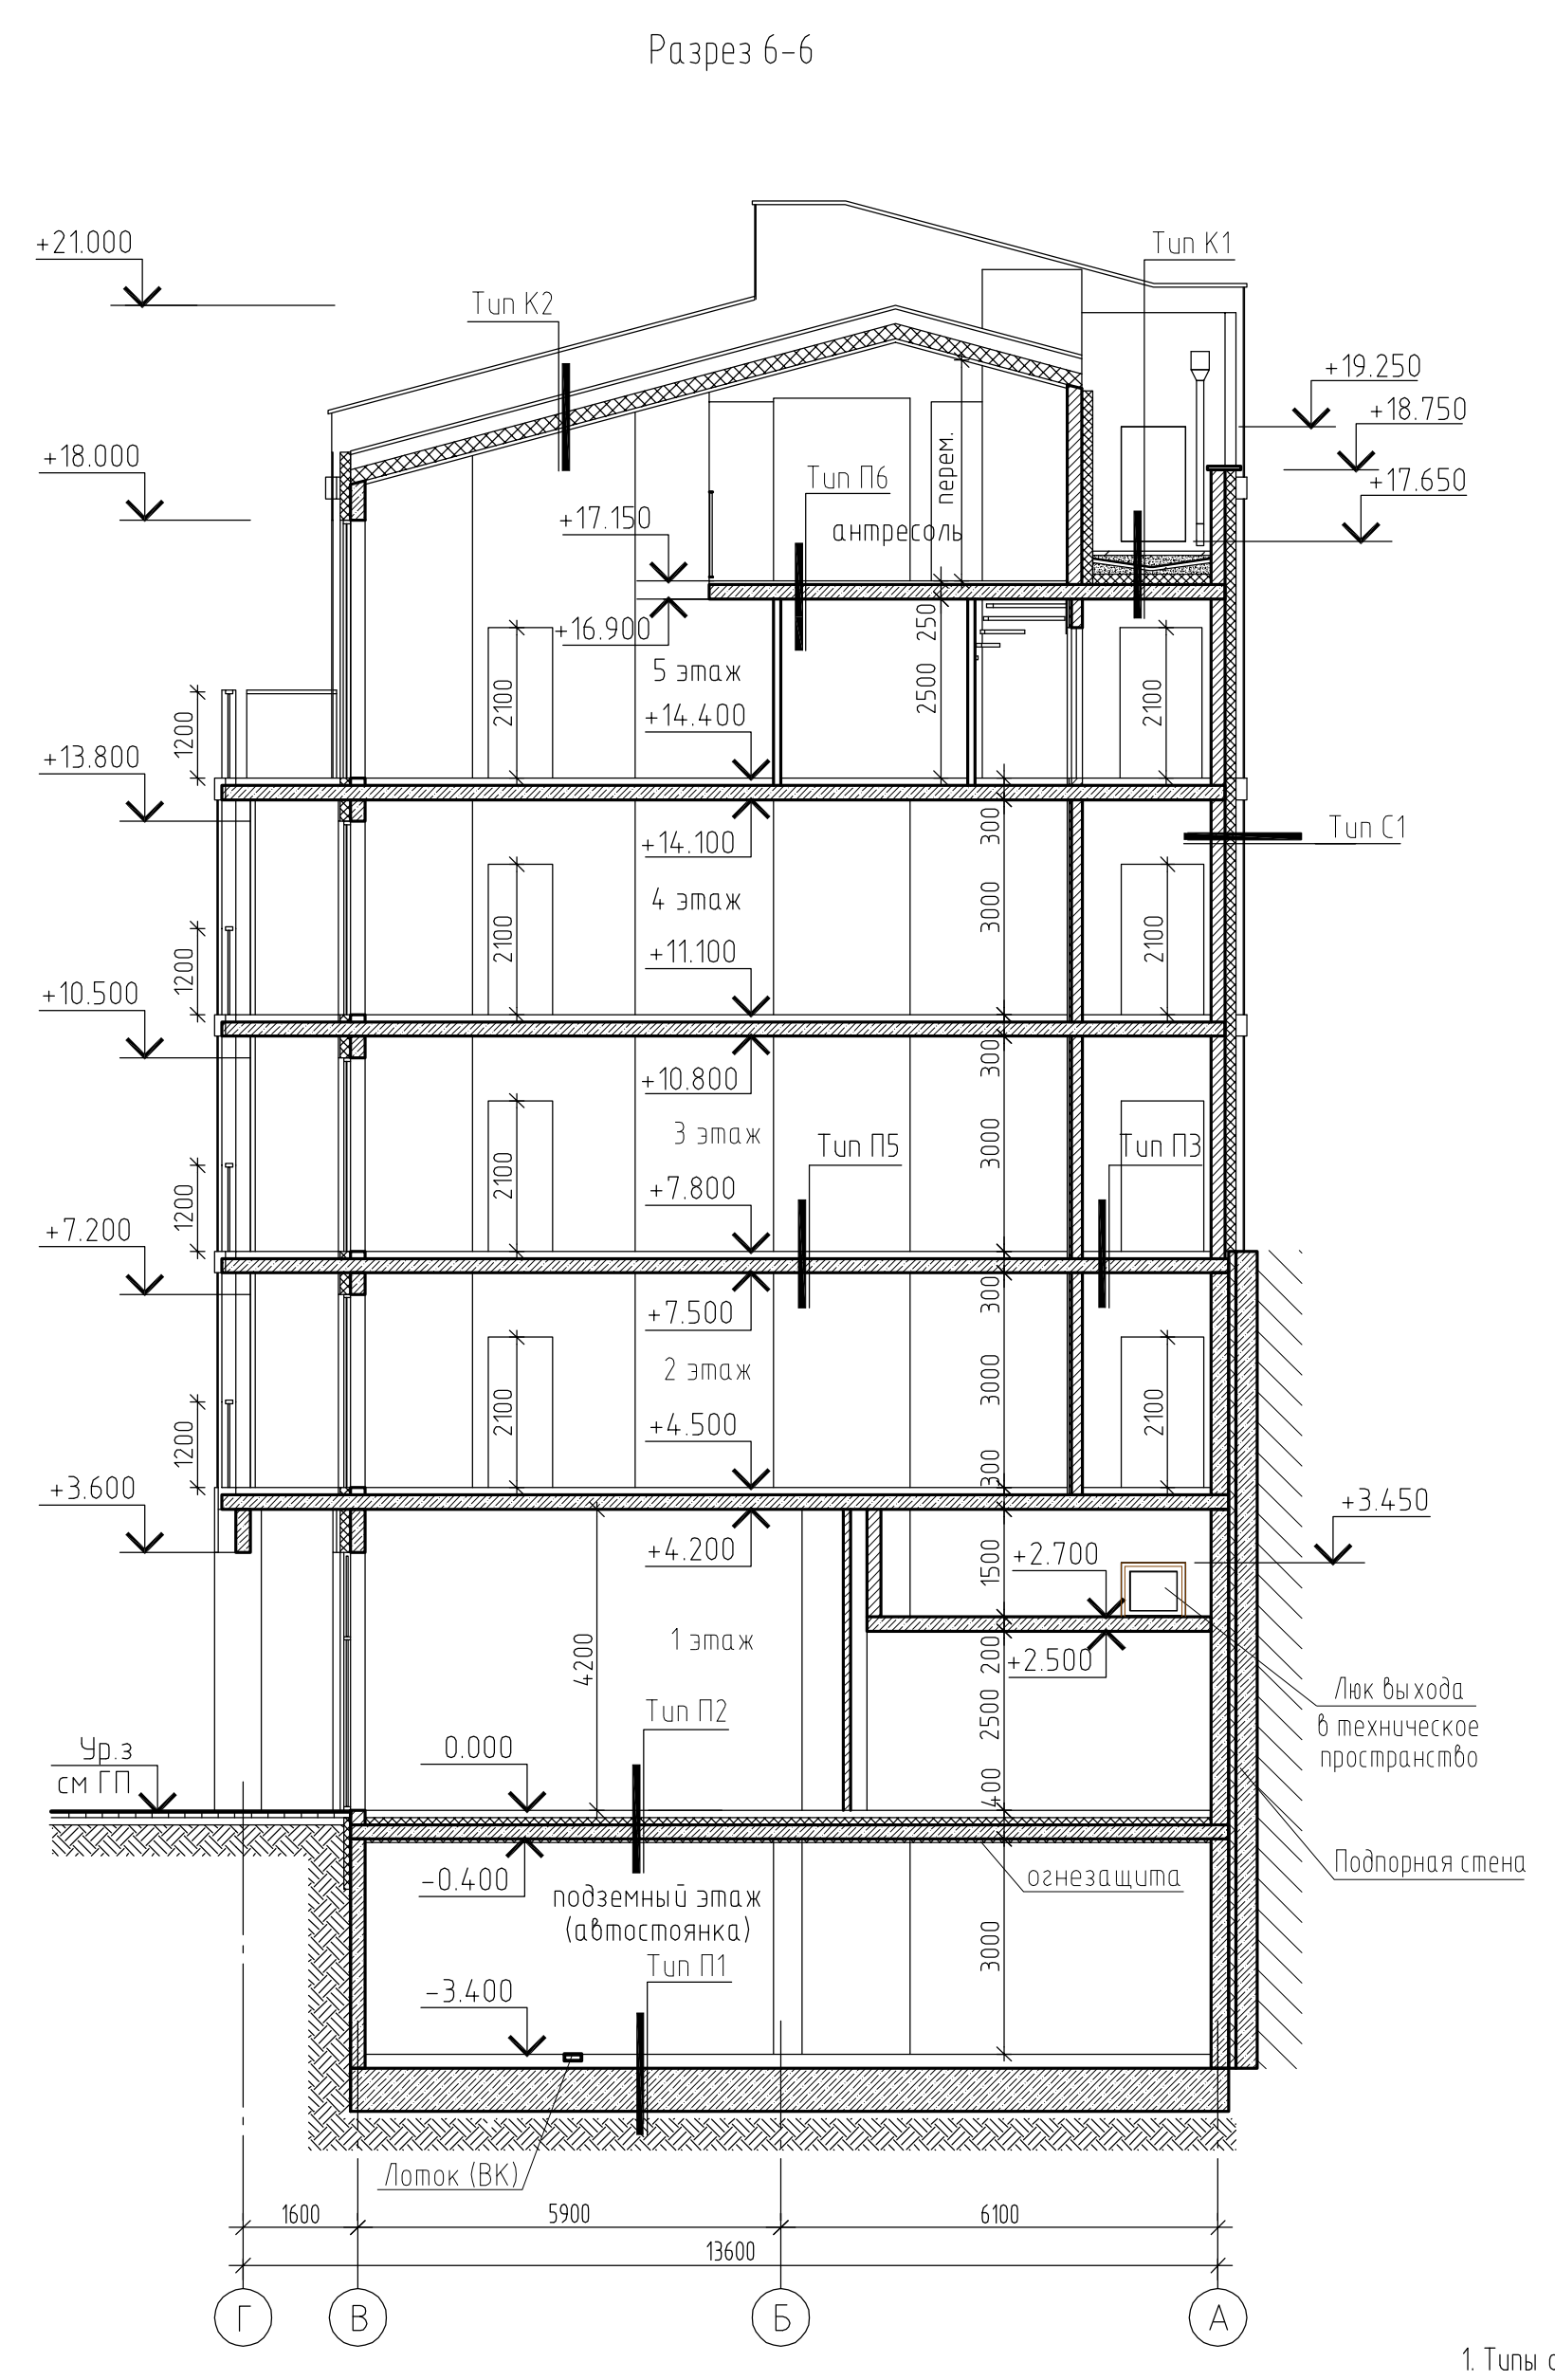 Разрез 6-6
+21.000
Тип К1
Тип К2
+19.250
+18.750
+18.000
перем.
Тип П6
+17.650
+17.150
антресоль
+16.900
250
5 этаж
2100
2500
2100
1200
+14.400
+13.800
+14.100
300
Тип С1
4 этаж
3000
2100
2100
1200
+11.100
+10.500
300
+10.800
3 этаж
Тип П5
Тип П3
3000
2100
1200
+7.800
+7.200
300
+7.500
2 этаж
3000
2100
2100
1200
+4.500
300
+3.600
+3.450
+4.200
+2.700
1500
1 этаж
4200
200
+2.500
Люк выхода
в техническое
пространство
2500
Тип П2
0.000
Ур.з
см ГП
400
-0.400
огнезащита
Подпорная стена
подземный этаж
(автостоянка)
3000
Тип П1
-3.400
Лоток (ВК)
1600
5900
6100
13600
Г
В
Б
А
1. Типы